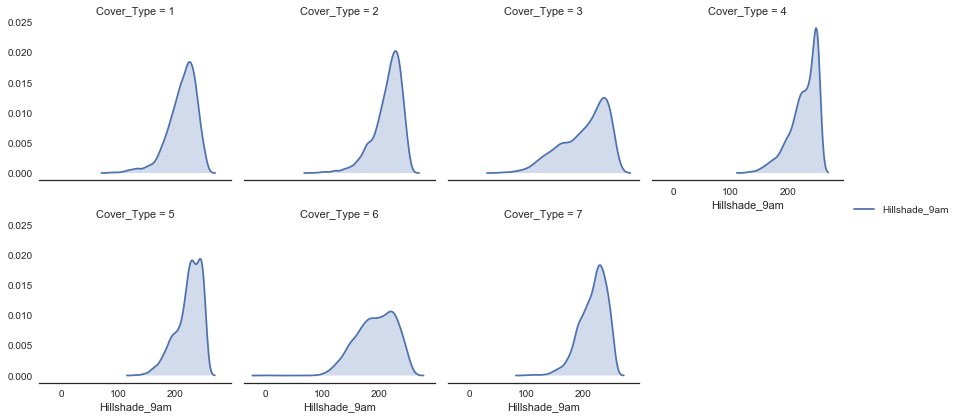 Cover_Type = 1
Cover_Type = 2
Cover_Type = 3
Cover_Type = 4
0.025
0.020
0.015
0.010
0.005
0.000
0
100
200
Hillshade_9am
Hillshade_9am
Cover_Type = 5
Cover_Type = 6
Cover_Type = 7
0.025
0.020
0.015
0.010
0.005
0.000
0
100
200
0
100
200
0
100
200
Hillshade_9am
Hillshade_9am
Hillshade_9am